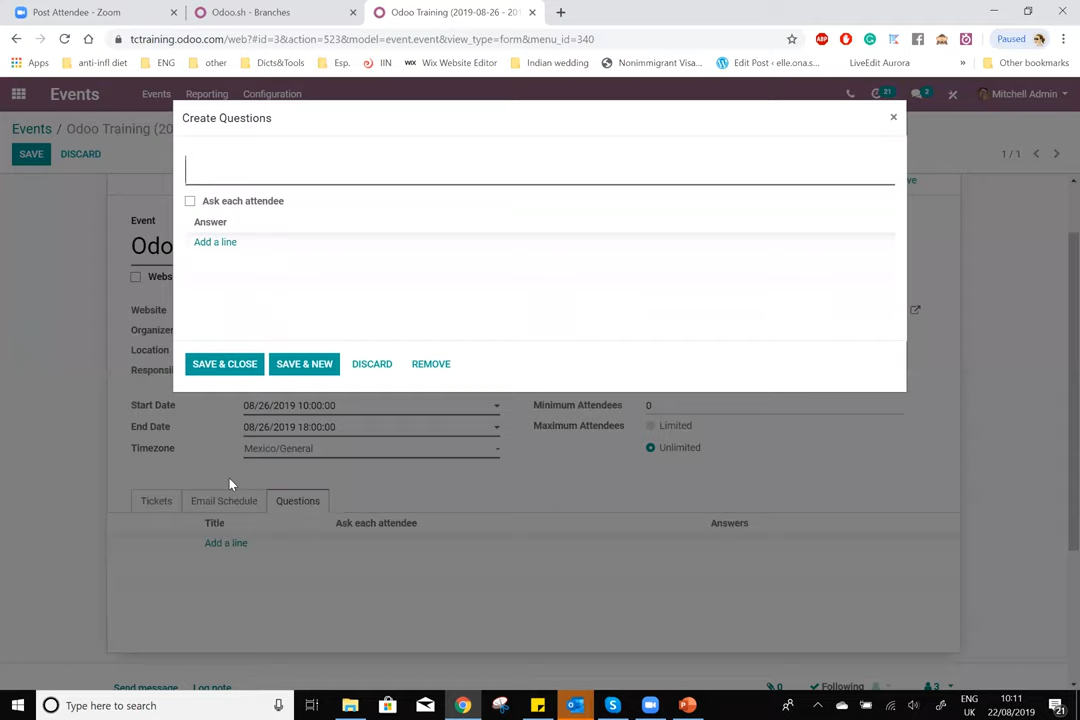 Post Attendee - Zoom
Odoo.sh - Branches
Odoo Training (2019-08-26 - 201
tctraining.odoo.com/web?#id=3&action=523&model=event.event&view_type=form&menu_id=340
ABP
Paused
Apps
anti-infl diet
ENG
other
Dicts&Tools
Esp.
IIN
WIX Wix Website Editor
Indian wedding
Nonimmigrant Visa...
Edit Post ‹ elle.ona.s...
LiveEdit Aurora
»
Other bookmarks
Events
Events
Reporting
Configuration
21
2
Mitchell Admin
Create Questions
×
Events / Odoo Training (20
SAVE
DISCARD
1 / 1
Ask each attendee
Answer
Add a line
Event
Odo
Webs
Website
Organizer
Location
Responsi
SAVE & CLOSE
SAVE & NEW
DISCARD
REMOVE
Start Date
08/26/2019 10:00:00
Minimum Attendees
0
End Date
08/26/2019 18:00:00
Maximum Attendees
Limited
Timezone
Mexico/General
Unlimited
Tickets
Email Schedule
Questions
Title
Ask each attendee
Answers
Add a line
Send message
Log note
0
Following
3
Type here to search
ENG
UK
10:11
22/08/2019
21